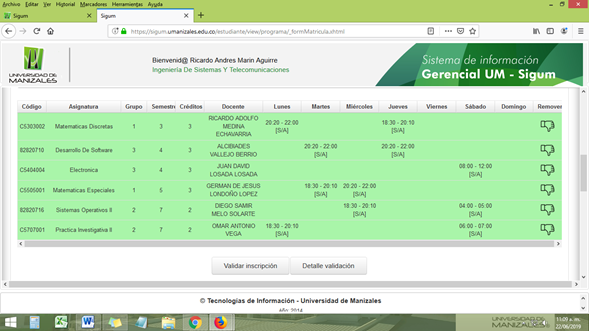 Archivo Editar Ver Historial Marcadores Herramientas Ayuda
Sigum Sigum
https://sigum.umanizales.edu.co/estudiante/view/programa/_formMatricula.xhtml
UNIVERSIDAD DE MANIZALES
Bienvenid@ Ricardo Andres Marin Aguirre
Ingeniería De Sistemas Y Telecomunicaciones
Sistema de información
Gerencial UM - Sigum
Código Asignatura Grupo Semestre Créditos Docente Lunes Martes Miércoles Jueves Viernes Sábado Domingo Remover
C5303002 Matematicas Discretas 1 3 3 RICARDO ADOLFO MEDINA ECHAVARRIA 20:20 - 22:00 [S/A] 18:30 - 20:10 [S/A]
82820710 Desarrollo De Software 3 4 3 ALCIBIADES VALLEJO BERRIO 20:20 - 22:00 [S/A] 20:20 - 22:00 [S/A]
C5404004 Electronica 3 4 3 JUAN DAVID LOSADA LOSADA 08:00 - 12:00 [S/A]
C5505001 Matematicas Especiales 1 5 3 GERMAN DE JESUS LONDOÑO LOPEZ 18:30 - 20:10 [S/A] 20:20 - 22:00 [S/A]
82820716 Sistemas Operativos II 2 7 2 DIEGO SAMIR MELO SOLARTE 18:30 - 20:10 [S/A] 04:00 - 05:00 [S/A]
C5707001 Practica Investigativa II 2 7 2 OMAR ANTONIO VEGA 18:30 - 20:10 [S/A] 06:00 - 07:00 [S/A]
Validar inscripción Detalle validación
© Tecnologías de Información - Universidad de Manizales
año: 2014
UNIVERSIDAD DE MANIZALES
11:09 a. m.
22/06/2019